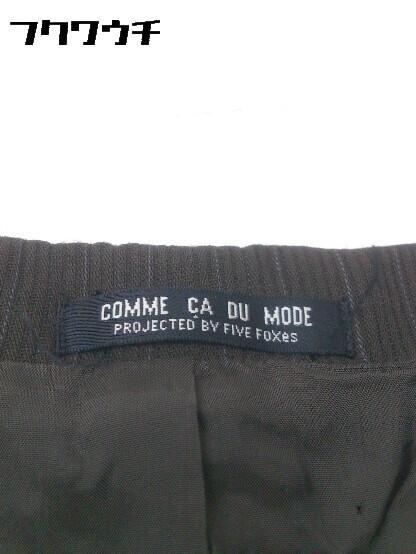 フクワウチ
COMME ÇA DU MODE
PROJECTED BY FIVE FOXes